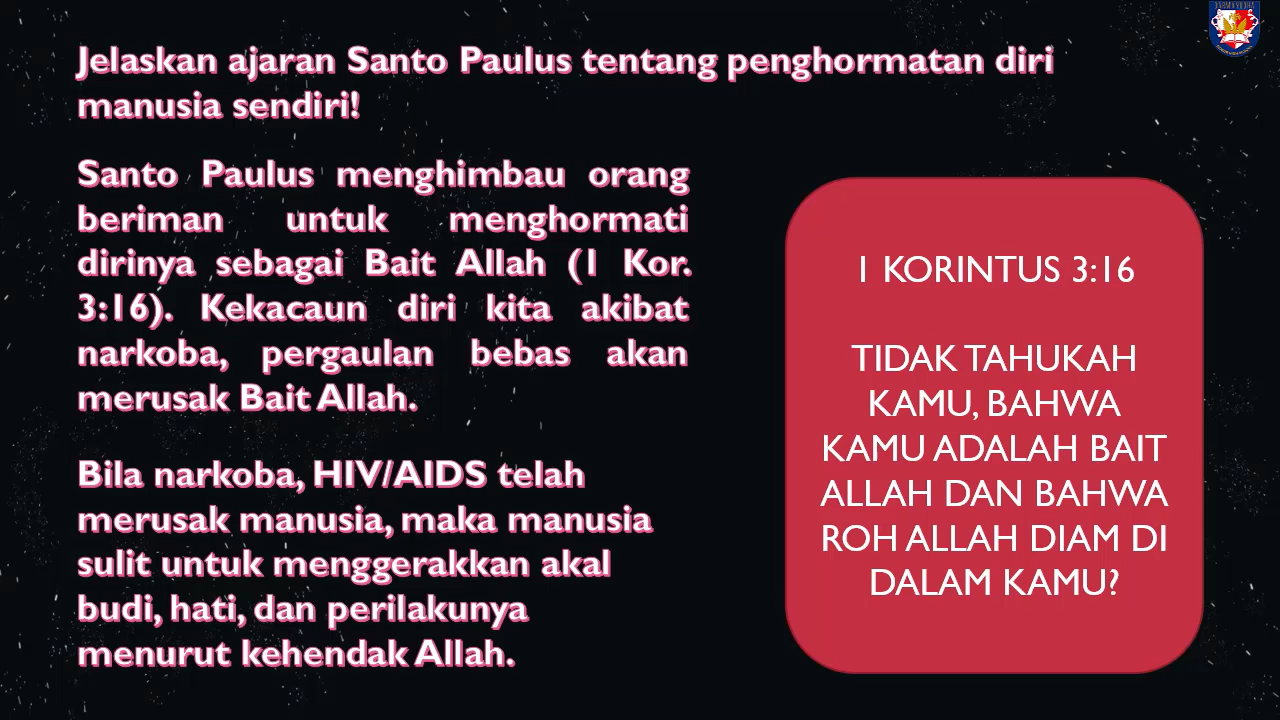 Jelaskan ajaran Santo Paulus tentang penghormatan diri
manusia sendiri!
Santo Paulus menghimbau orang
beriman untuk menghormati
dirinya sebagai Bait Allah (1 Kor.
3:16). Kekacaun diri kita akibat
narkoba, pergaulan bebas akan
merusak Bait Allah.
Bila narkoba, HIV/AIDS telah
merusak manusia, maka manusia
sulit untuk menggerakkan akal
budi, hati, dan perilakunya
menurut kehendak Allah.
1 KORINTUS 3:16
TIDAK TAHUKAH
KAMU, BAHWA
KAMU ADALAH BAIT
ALLAH DAN BAHWA
ROH ALLAH DIAM DI
DALAM KAMU?